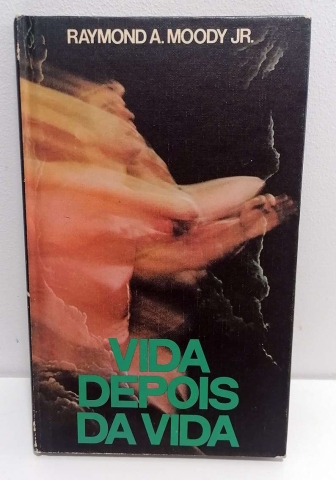 RAYMOND A. MOODY JR.
VIDA
DEPOIS
DA VIDA